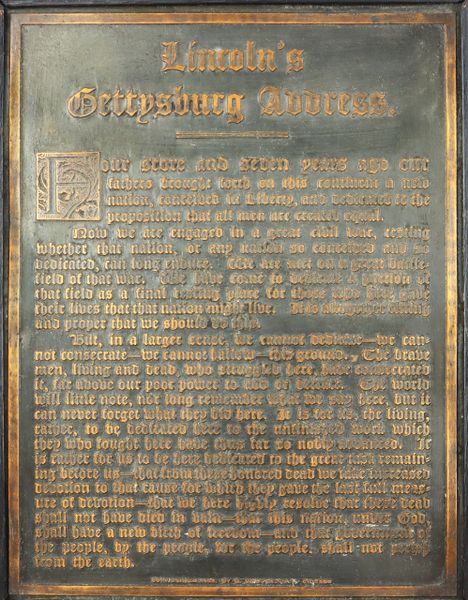 Lincoln's
Gettysburg Address.
Four score and seven years ago our
fathers brought forth on this continent a new
nation, conceived in Liberty, and dedicated to the
proposition that all men are created equal.
Now we are engaged in a great civil war, testing
whether that nation, or any nation so conceived and so
dedicated, can long endure. We are met on a great battle-
field of that war. We have come to dedicate a portion of
that field as a final resting place for those who here gave
their lives that that nation might live. It is altogether fitting
and proper that we should do this.
But, in a larger sense, we cannot dedicate—we can-
not consecrate—we cannot hallow—this ground. The brave
men, living and dead, who struggled here, have consecrated
it, far above our poor power to add or detract. The world
will little note, nor long remember what we say here, but it
can never forget what they did here. It is for us, the living,
rather, to be dedicated here to the unfinished work which
they who fought here have thus far so nobly advanced. It
is rather for us to be here dedicated to the great task remain-
ing before us—that from these honored dead we take increased
devotion to that cause for which they gave the last full meas-
ure of devotion—that we here highly resolve that these dead
shall not have died in vain—that this nation, under God,
shall have a new birth of freedom—and that government of
the people, by the people, for the people, shall not perish
from the earth.